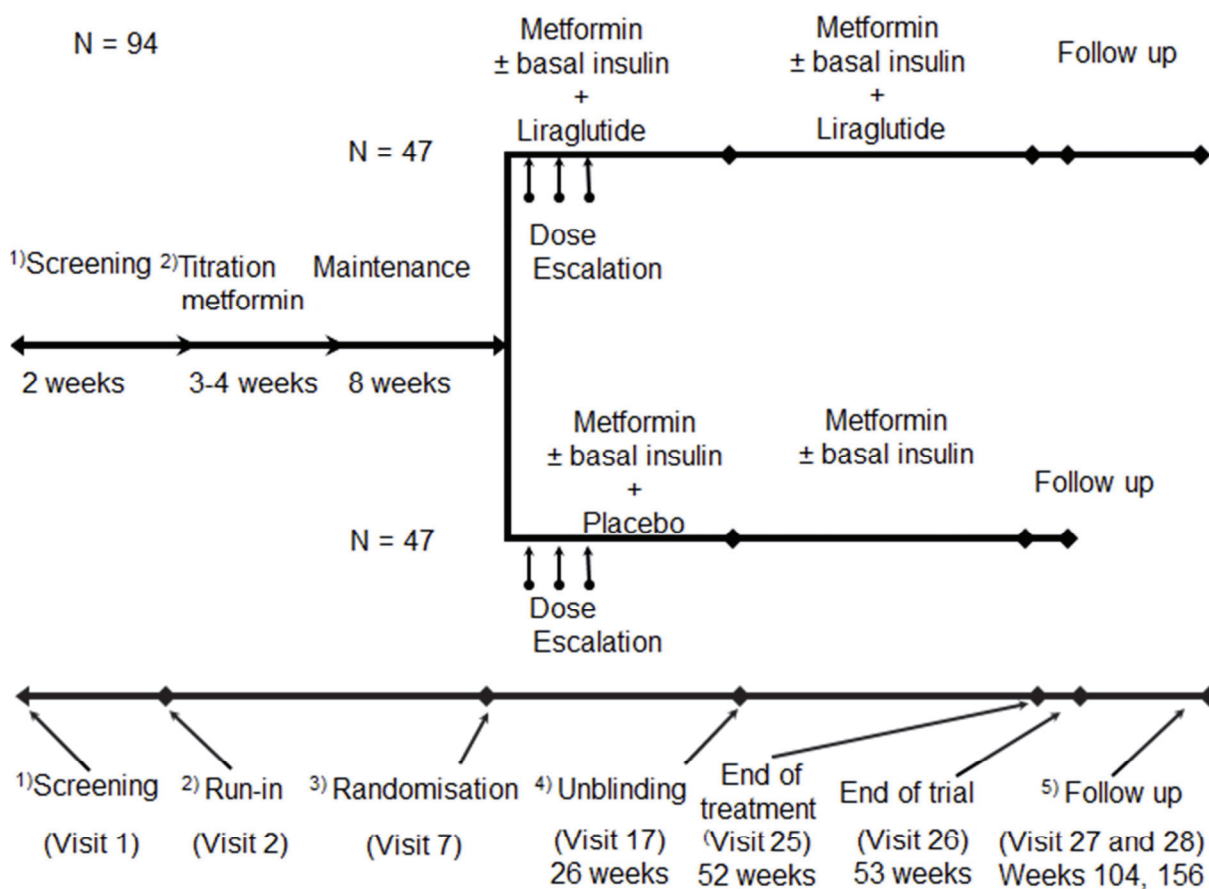 N = 94
Metformin
± basal insulin
+
Liraglutide
Metformin
± basal insulin
+
Liraglutide
Follow up
N = 47
Dose
Escalation
1)Screening
2)Titration
metformin
Maintenance
2 weeks
3-4 weeks
8 weeks
Metformin
± basal insulin
+
Placebo
Metformin
± basal insulin
Follow up
N = 47
Dose
Escalation
1)Screening
(Visit 1)
2) Run-in
(Visit 2)
3) Randomisation
(Visit 7)
4) Unblinding
(Visit 17)
26 weeks
End of
treatment
(Visit 25)
52 weeks
End of trial
(Visit 26)
53 weeks
5) Follow up
(Visit 27 and 28)
Weeks 104, 156